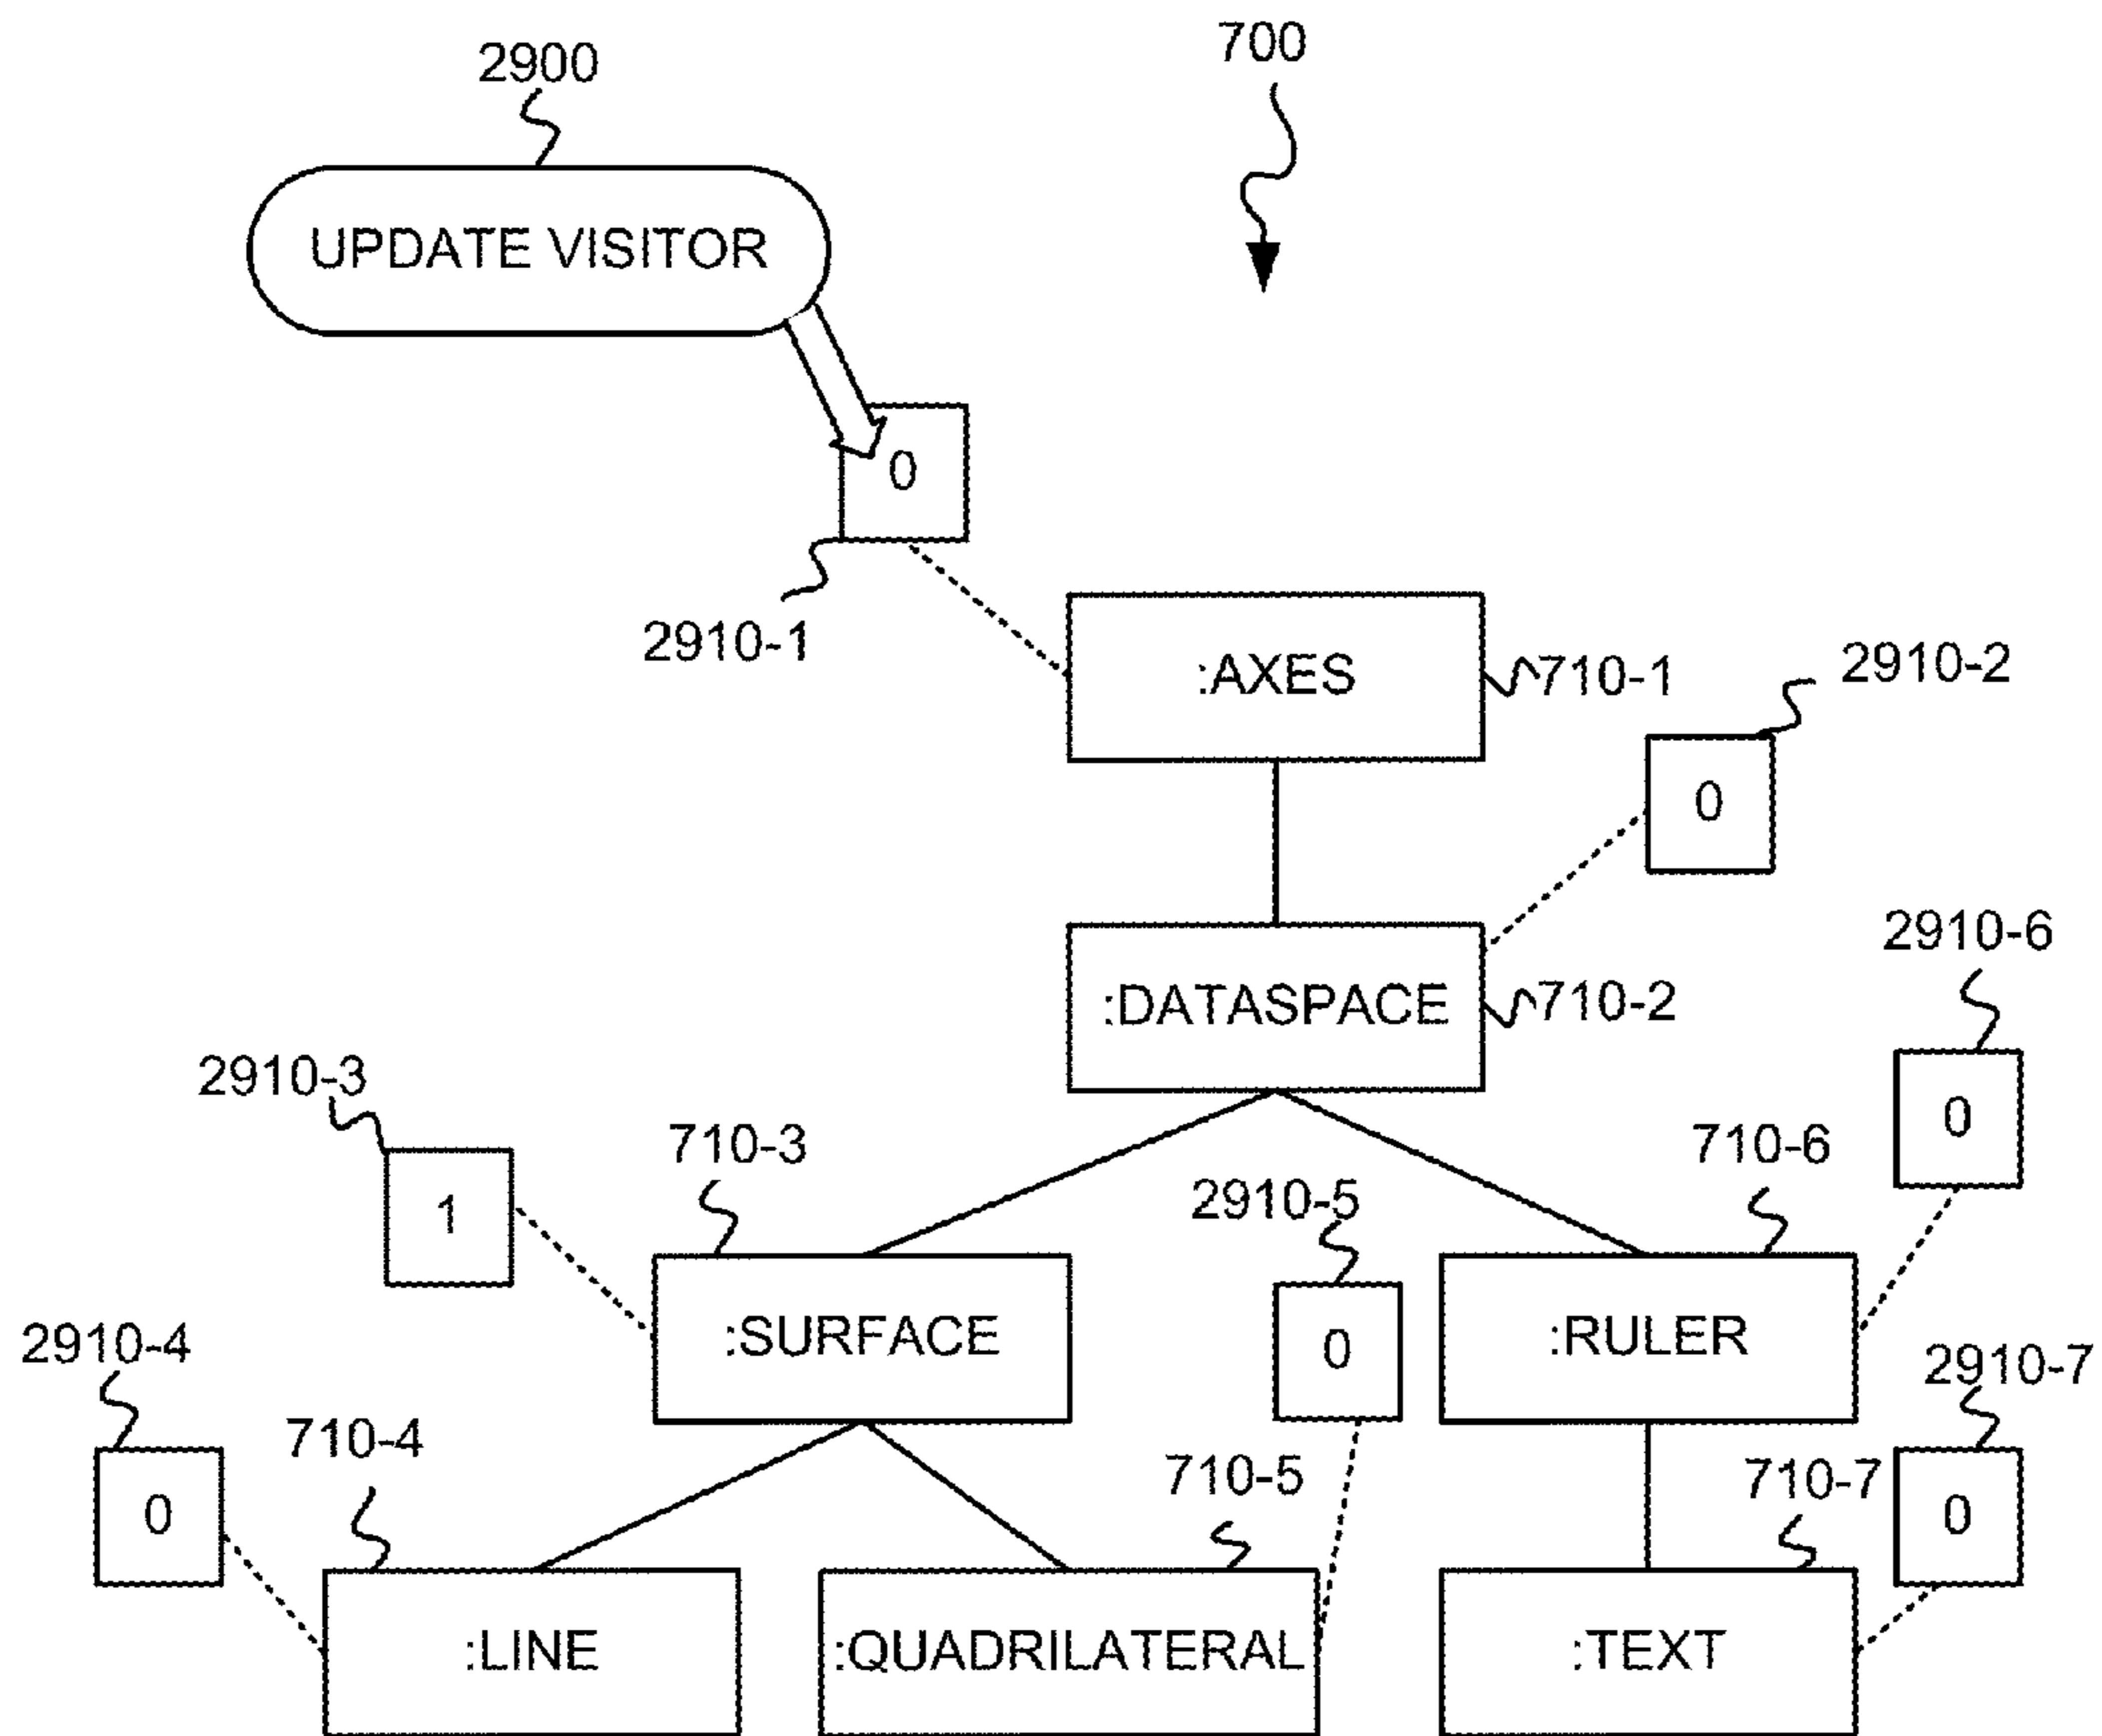 2900
700
UPDATE VISITOR
0
2910-1
:AXES
710-1
2910-2
0
:DATASPACE
710-2
2910-6
0
2910-3
1
710-3
2910-5
0
710-6
:SURFACE
:RULER
2910-4
0
710-4
710-5
710-7
2910-7
0
:LINE
:QUADRILATERAL
:TEXT